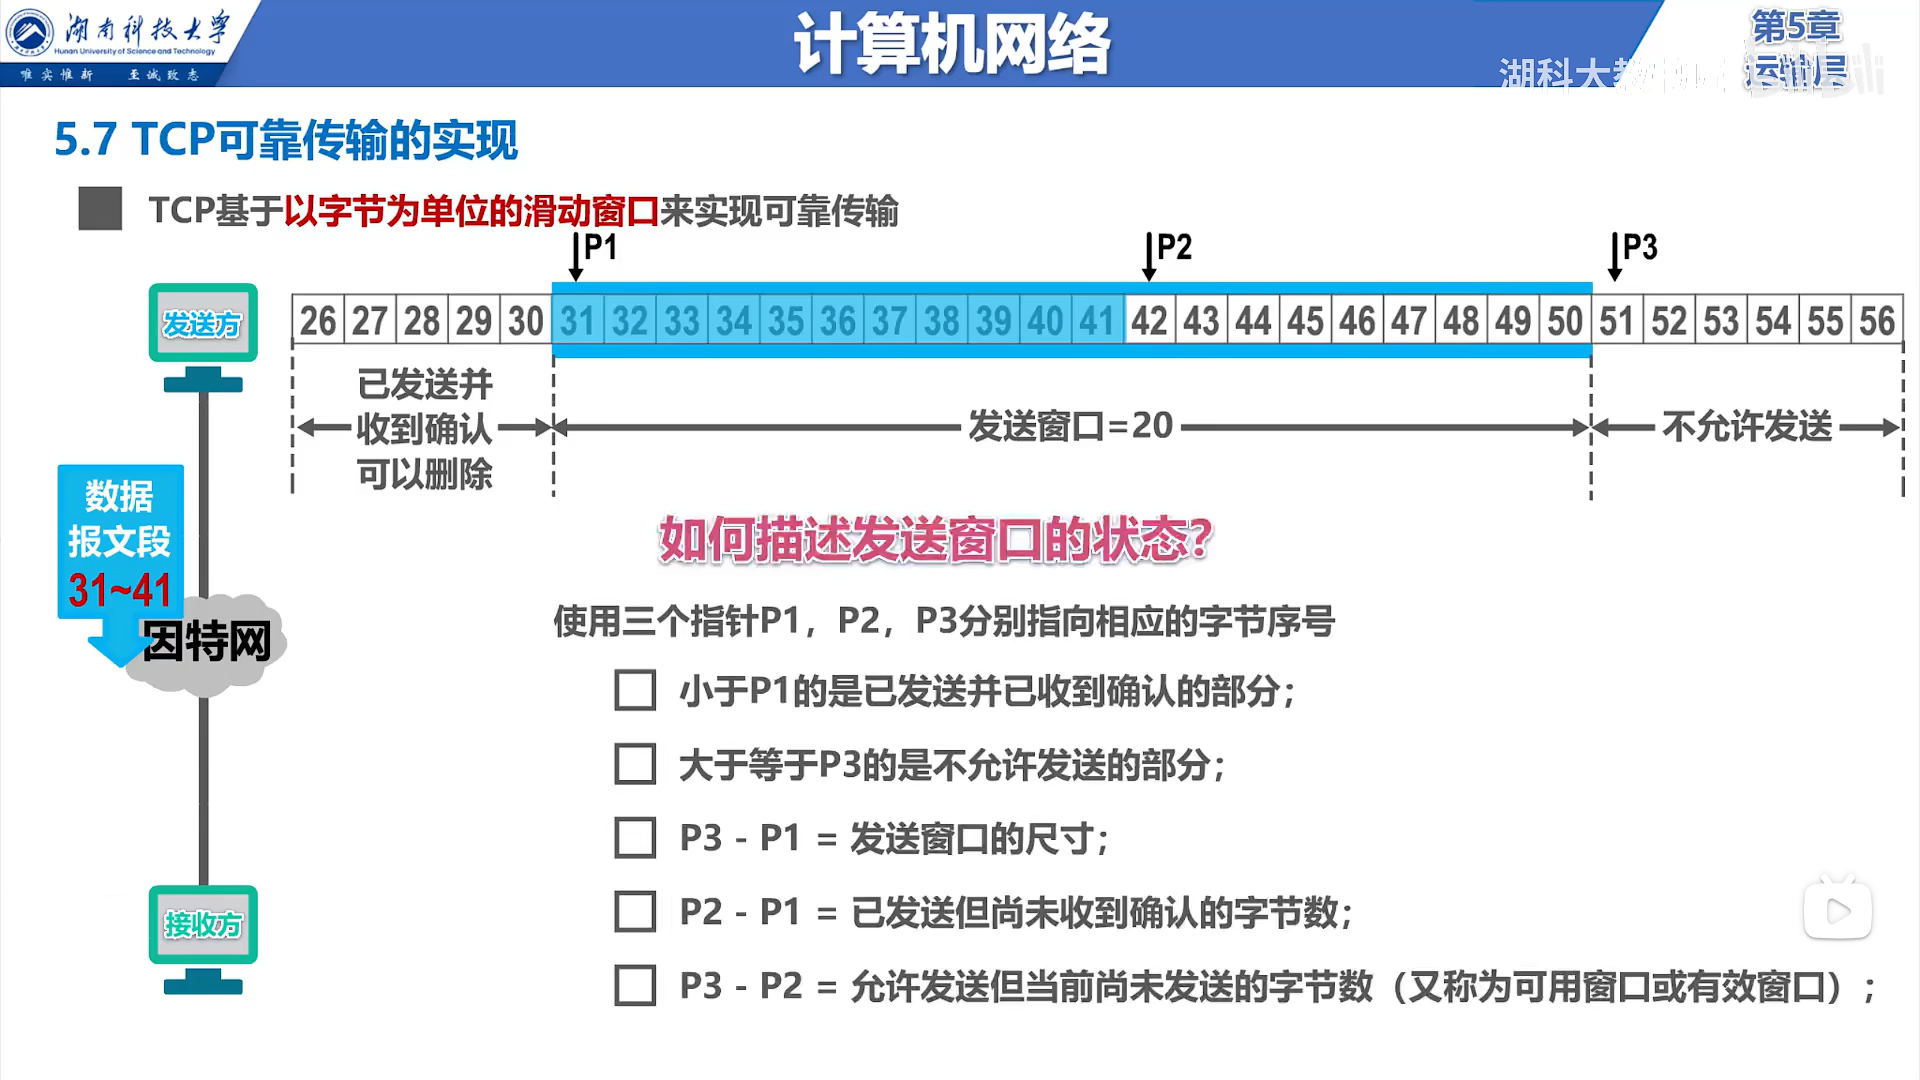 湖南科技大学
Hunan University of Science and Technology
唯实惟新 至诚致志
计算机网络
第5章
运输层
湖科大教
5.7 TCP可靠传输的实现
TCP基于以字节为单位的滑动窗口来实现可靠传输
P1 P2 P3
发送方
26 27 28 29 30 31 32 33 34 35 36 37 38 39 40 41 42 43 44 45 46 47 48 49 50 51 52 53 54 55 56
已发送并
收到确认
可以删除
发送窗口=20
不允许发送
数据
报文段
31~41
因特网
接收方
如何描述发送窗口的状态？
使用三个指针P1，P2，P3分别指向相应的字节序号
小于P1的是已发送并已收到确认的部分；
大于等于P3的是不允许发送的部分；
P3 - P1 = 发送窗口的尺寸；
P2 - P1 = 已发送但尚未收到确认的字节数；
P3 - P2 = 允许发送但当前尚未发送的字节数（又称为可用窗口或有效窗口）；